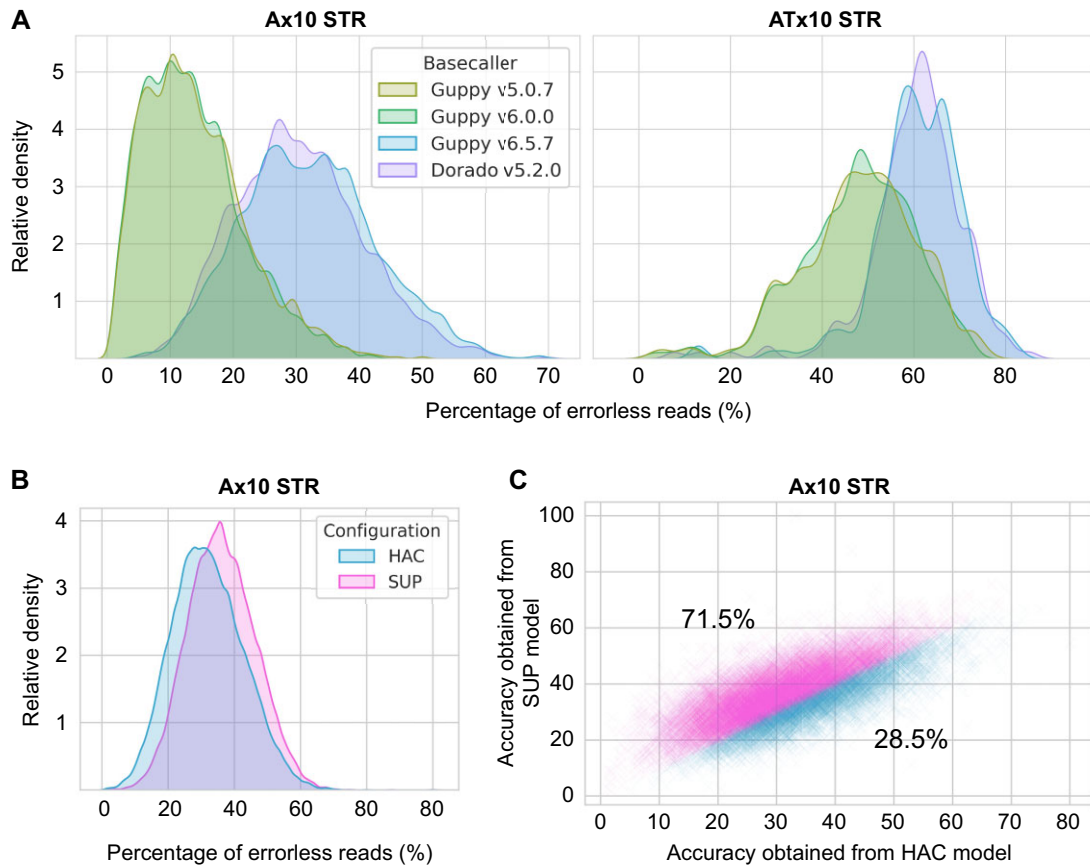 A
Ax10 STR
ATx10 STR
Relative density
5
4
3
2
1
Basecaller
Guppy v5.0.7
Guppy v6.0.0
Guppy v6.5.7
Dorado v5.2.0
0 10 20 30 40 50 60 70
0 20 40 60 80
Percentage of errorless reads (%)
B
Ax10 STR
Relative density
4
3
2
1
Configuration
HAC
SUP
0 20 40 60 80
Percentage of errorless reads (%)
C
Ax10 STR
Accuracy obtained from
SUP model
100
80
60
40
20
0
71.5%
28.5%
0 10 20 30 40 50 60 70 80
Accuracy obtained from HAC model